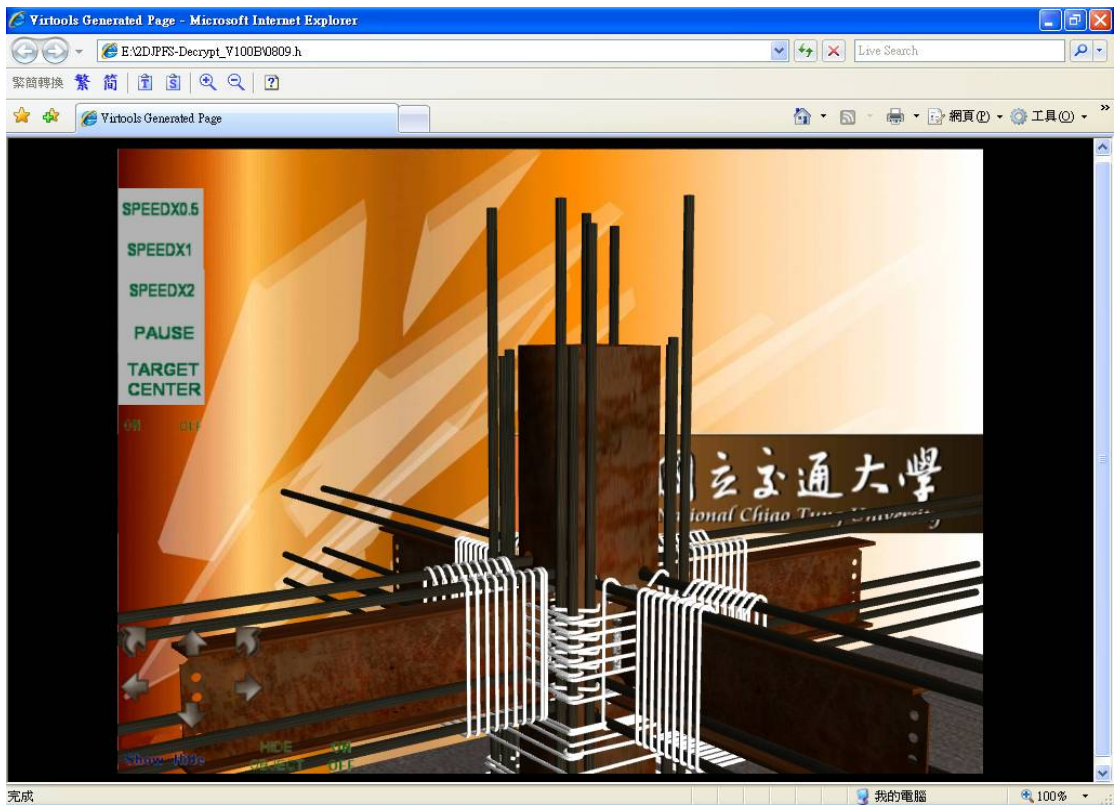 Virtools Generated Page - Microsoft Internet Explorer
E:\2DJPFS-Decrypt_V100B\0809.h
Live Search
繁簡轉換 繁 简
Virtools Generated Page
網頁(P)
工具(O)
SPEEDX0.5
SPEEDX1
SPEEDX2
PAUSE
TARGET
CENTER
ON OFF
立交通大學
National Chiao Tung University
Show Hide
HIDE ON
OBJECT OFF
完成
我的電腦
100%